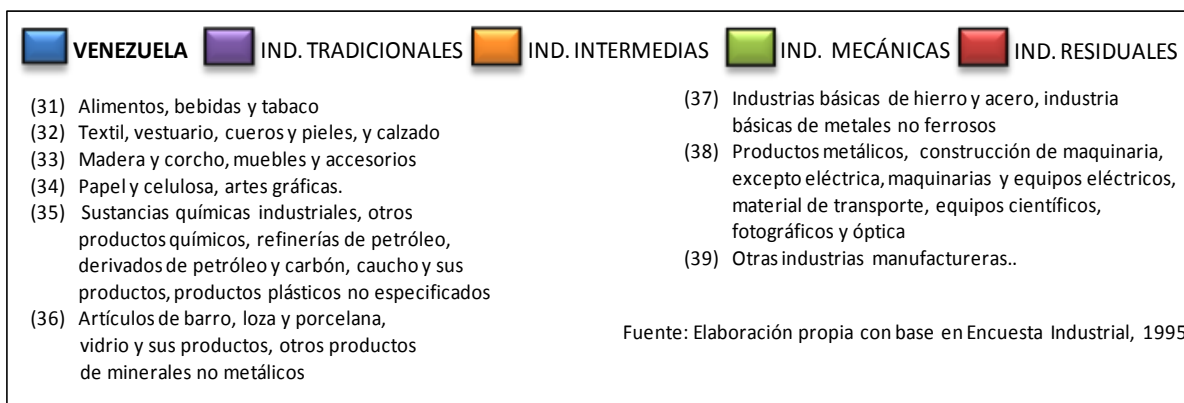 VENEZUELA IND. TRADICIONALES IND. INTERMEDIAS IND. MECÁNICAS IND. RESIDUALES
(31) Alimentos, bebidas y tabaco
(32) Textil, vestuario, cueros y pieles, y calzado
(33) Madera y corcho, muebles y accesorios
(34) Papel y celulosa, artes gráficas.
(35) Sustancias químicas industriales, otros
productos químicos, refinerías de petróleo,
derivados de petróleo y carbón, caucho y sus
productos, productos plásticos no especificados
(36) Artículos de barro, loza y porcelana,
vidrio y sus productos, otros productos
de minerales no metálicos
(37) Industrias básicas de hierro y acero, industria
básicas de metales no ferrosos
(38) Productos metálicos, construcción de maquinaria,
excepto eléctrica, maquinarias y equipos eléctricos,
material de transporte, equipos científicos,
fotográficos y óptica
(39) Otras industrias manufactureras..
Fuente: Elaboración propia con base en Encuesta Industrial, 1995